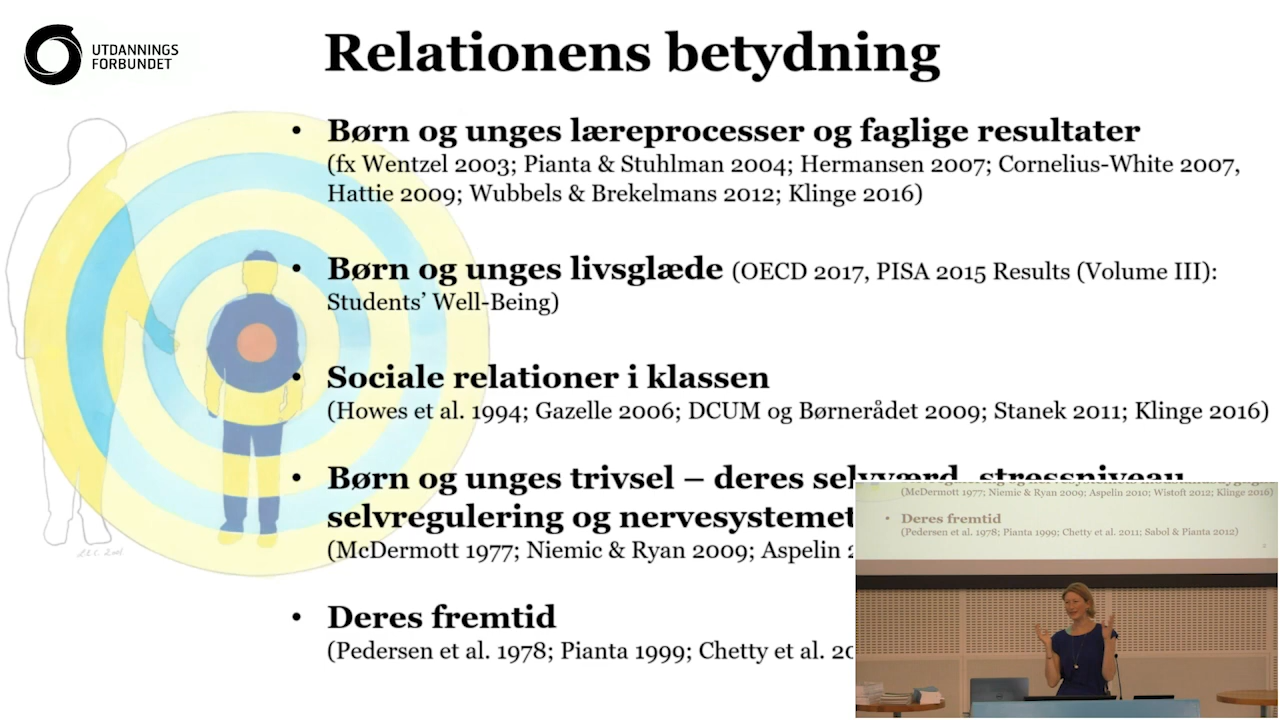 UTDANNINGS
FORBUNDET
Relationens betydning
• Børn og unges læreprocesser og faglige resultater
(fx Wentzel 2003; Pianta & Stuhlman 2004; Hermansen 2007; Cornelius-White 2007,
Hattie 2009; Wubbels & Brekelmans 2012; Klinge 2016)
• Børn og unges livsglæde (OECD 2017, PISA 2015 Results (Volume III):
Students’ Well-Being)
• Sociale relationer i klassen
(Howes et al. 1994; Gazelle 2006; DCUM og Børnerådet 2009; Stanek 2011; Klinge 2016)
• Børn og unges trivsel – deres selvværd, stressniveau
selvregulering og nervesystemet
(McDermott 1977; Niemic & Ryan 2009; Aspelin 2
• Deres fremtid
(Pedersen et al. 1978; Pianta 1999; Chetty et al. 20
(McDermott 1977; Niemic & Ryan 2009; Aspelin 2010; Wistoft 2012; Klinge 2016)
• Deres fremtid
(Pedersen et al. 1978; Pianta 1999; Chetty et al. 2011; Sabol & Pianta 2012)